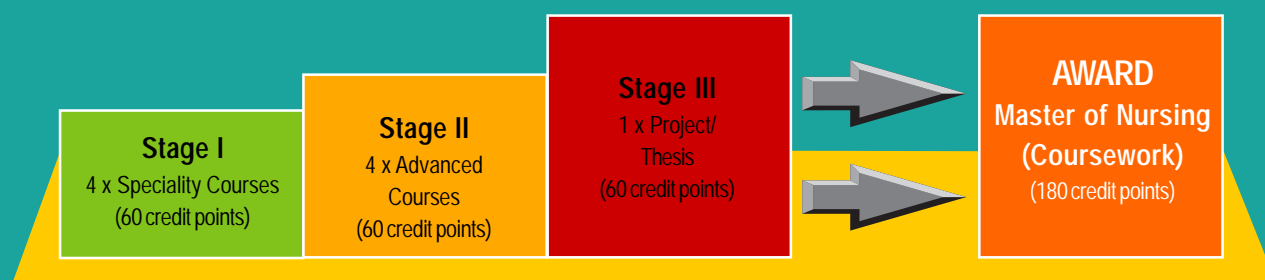 Stage I
4 x Speciality Courses
(60 credit points)
Stage II
4 x Advanced
Courses
(60 credit points)
Stage III
1 x Project/
Thesis
(60 credit points)
AWARD
Master of Nursing
(Coursework)
(180 credit points)